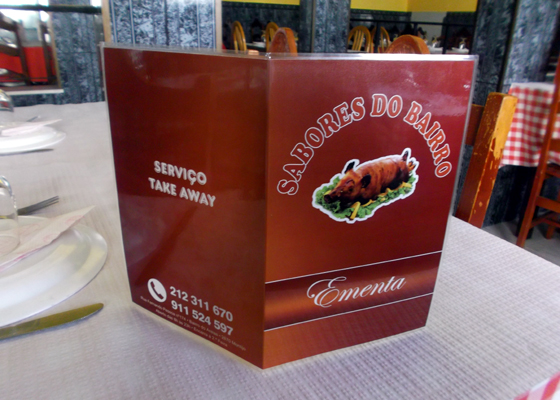 SERVIÇO
TAKE AWAY
212 311 670
911 524 597
SABORES DO BAIRRO
Ementa